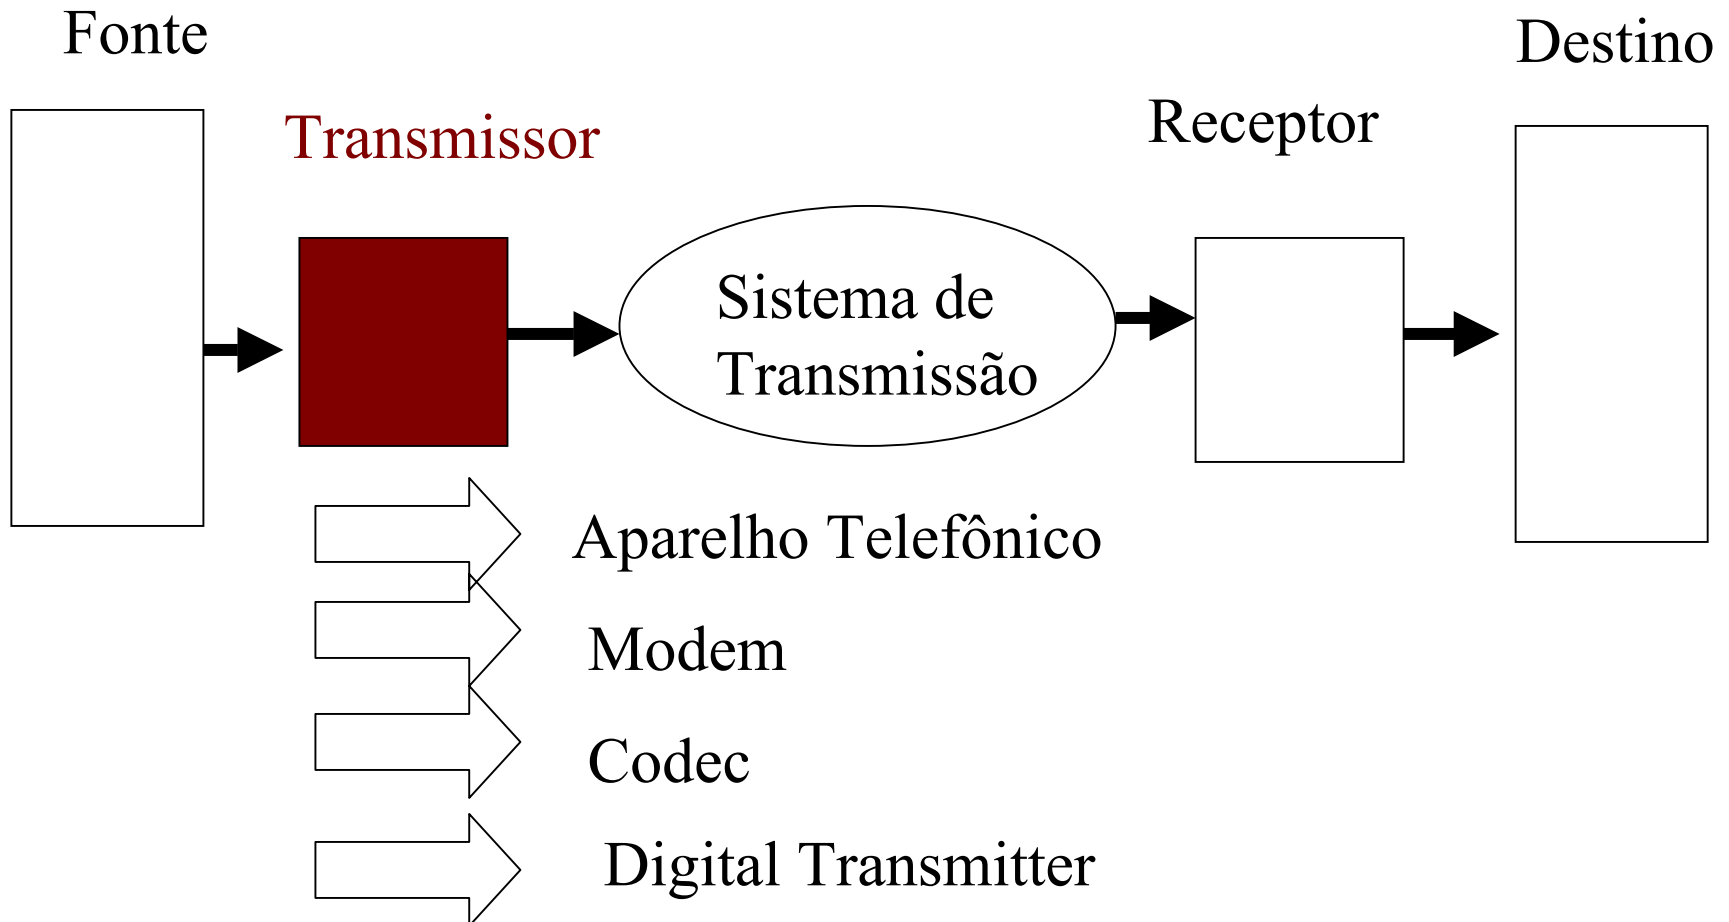 Fonte
Destino
Transmissor
Receptor
Sistema de
Transmissão
Aparelho Telefônico
Modem
Codec
Digital Transmitter